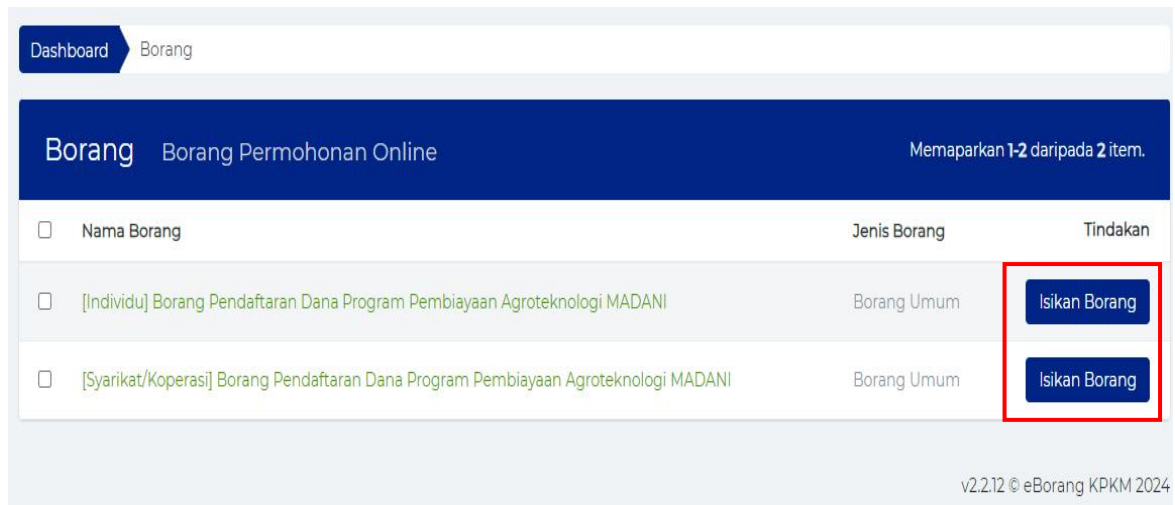 Dashboard Borang
Borang Borang Permohonan Online Memaparkan 1-2 daripada 2 item.
Nama Borang Jenis Borang Tindakan
[Individu] Borang Pendaftaran Dana Program Pembiayaan Agroteknologi MADANI Borang Umum Isikan Borang
[Syarikat/Koperasi] Borang Pendaftaran Dana Program Pembiayaan Agroteknologi MADANI Borang Umum Isikan Borang
v2.2.12 © eBorang KPKM 2024